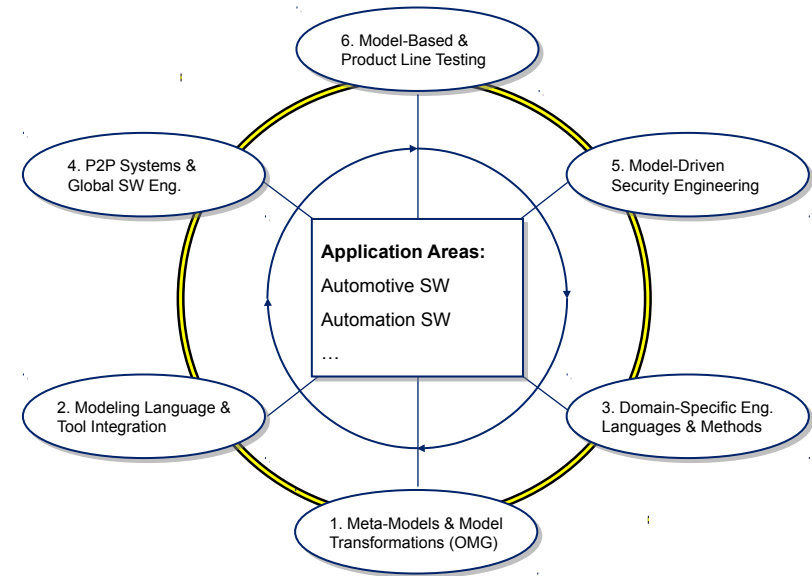 6. Model-Based &
Product Line Testing
4. P2P Systems &
Global SW Eng.
5. Model-Driven
Security Engineering
Application Areas:
Automotive SW
Automation SW
…
2. Modeling Language &
Tool Integration
3. Domain-Specific Eng.
Languages & Methods
1. Meta-Models & Model
Transformations (OMG)